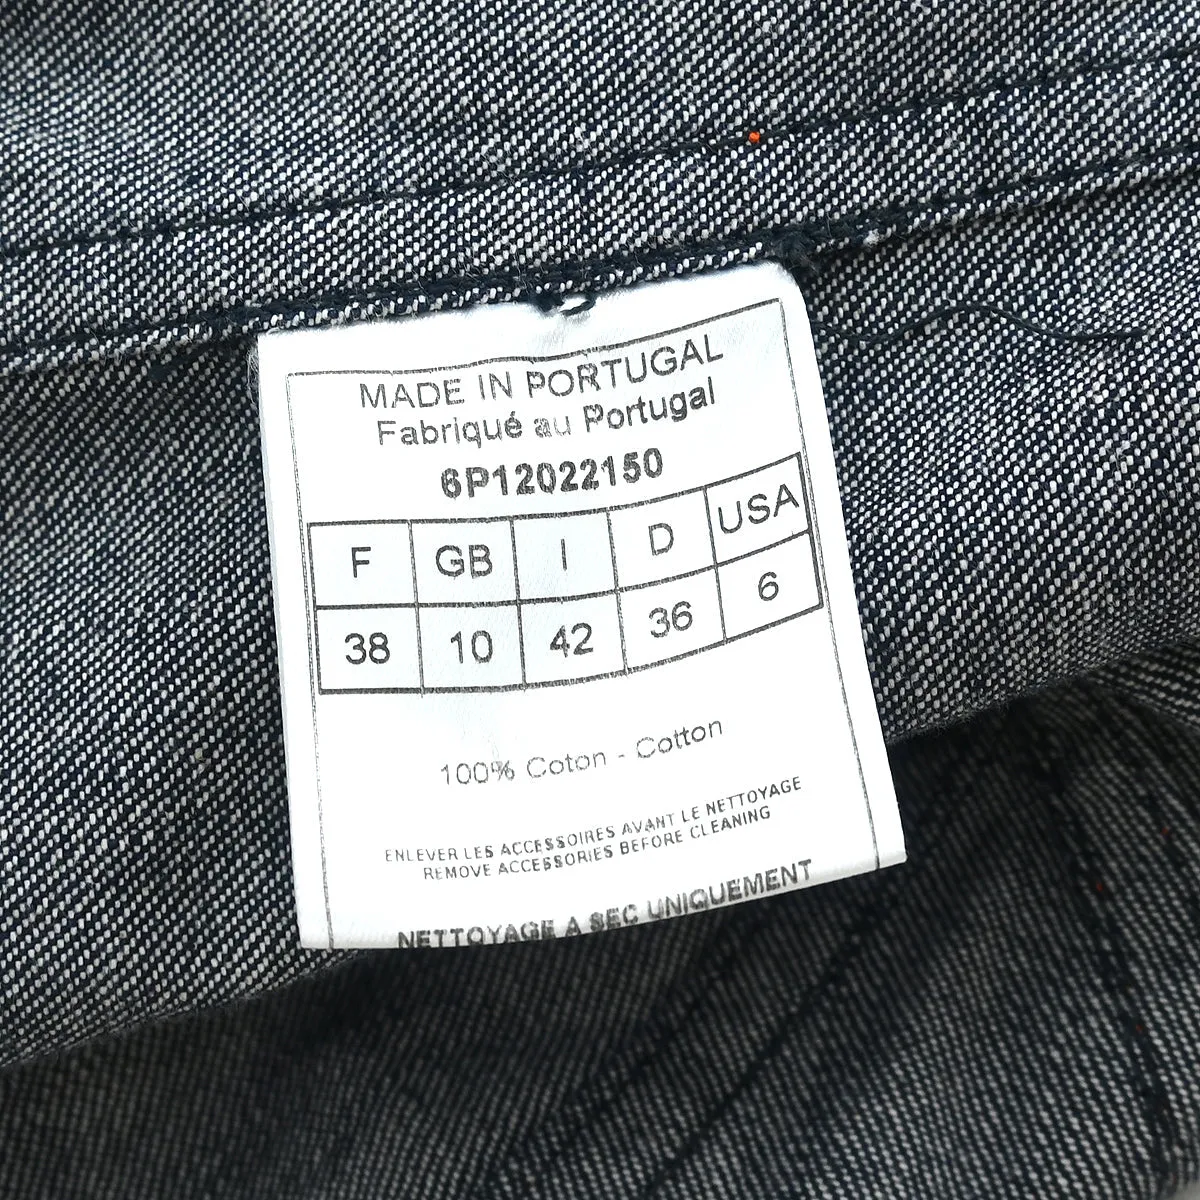 MADE IN PORTUGAL
Fabriqué au Portugal
6P12022150
F GB I D USA
38 10 42 36 6
100% Coton - Cotton
ENLEVER LES ACCESSOIRES AVANT LE NETTOYAGE
REMOVE ACCESSORIES BEFORE CLEANING
NETTOYAGE A SEC UNIQUEMENT